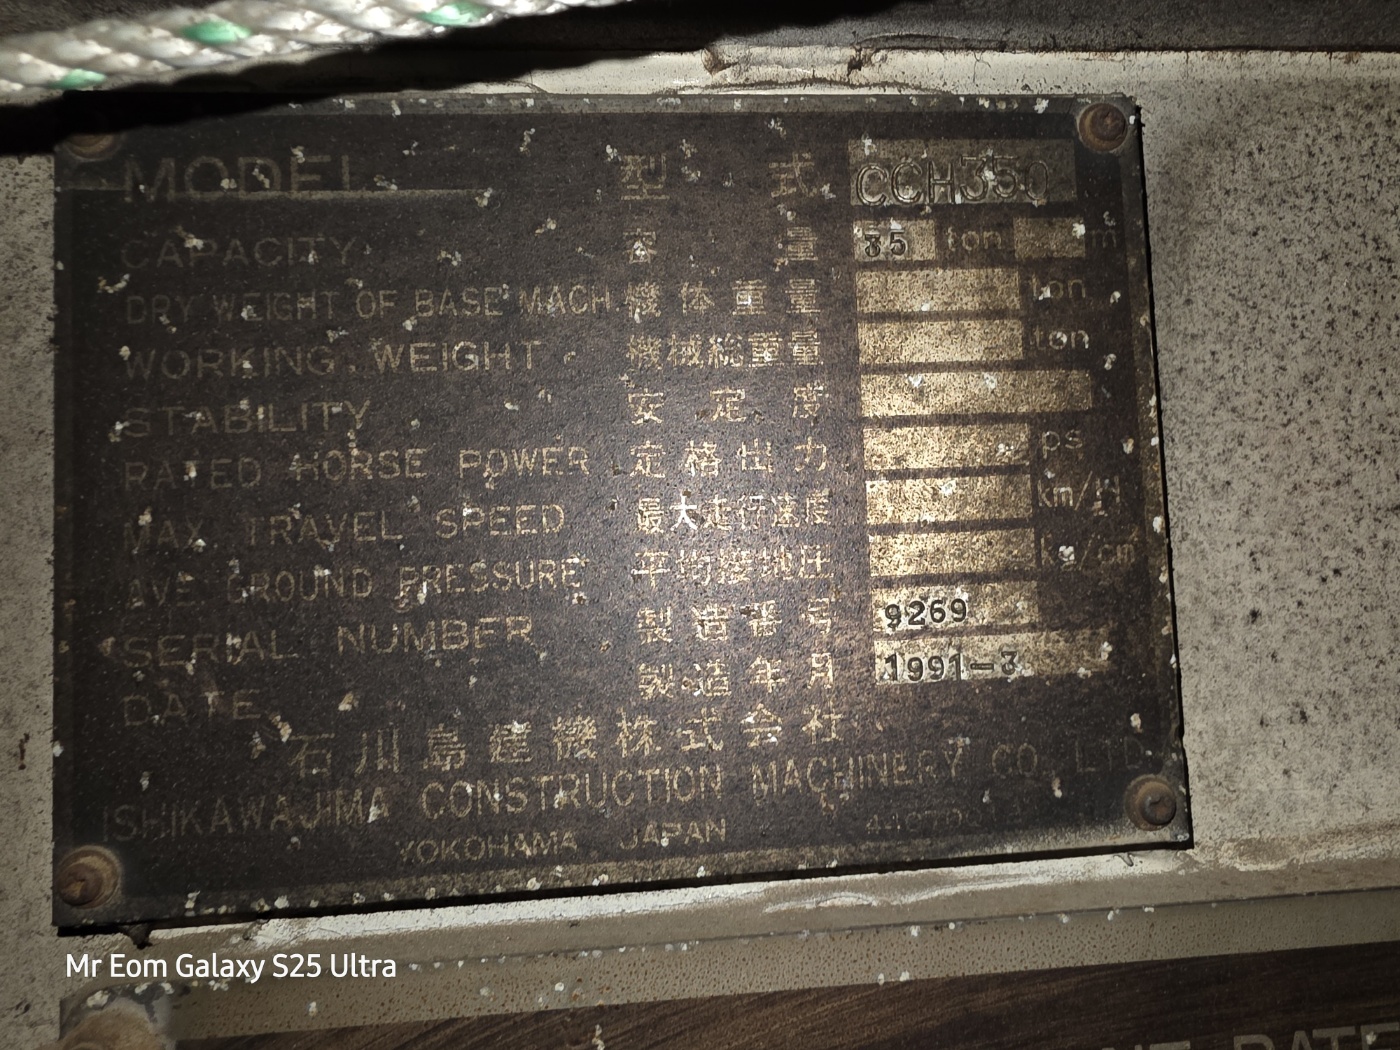 MODEL 型 式 CCH350
CAPACITY 容 量 35 ton m
DRY WEIGHT OF BASE MACH 機 体 重 量 ton
WORKING WEIGHT 機械総重量 ton
STABILITY 安 定 度
RATED HORSE POWER 定 格 出 力 ps
MAX. TRAVEL SPEED 最大走行速度 km/H
AVE. GROUND PRESSURE 平均接地圧 kg/cm²
SERIAL NUMBER 製 造 番 号 9269
DATE 製 造 年 月 1991-3
石川島建機株式会社
ISHIKAWAJIMA CONSTRUCTION MACHINERY CO., LTD.
YOKOHAMA JAPAN
Mr Eom Galaxy S25 Ultra